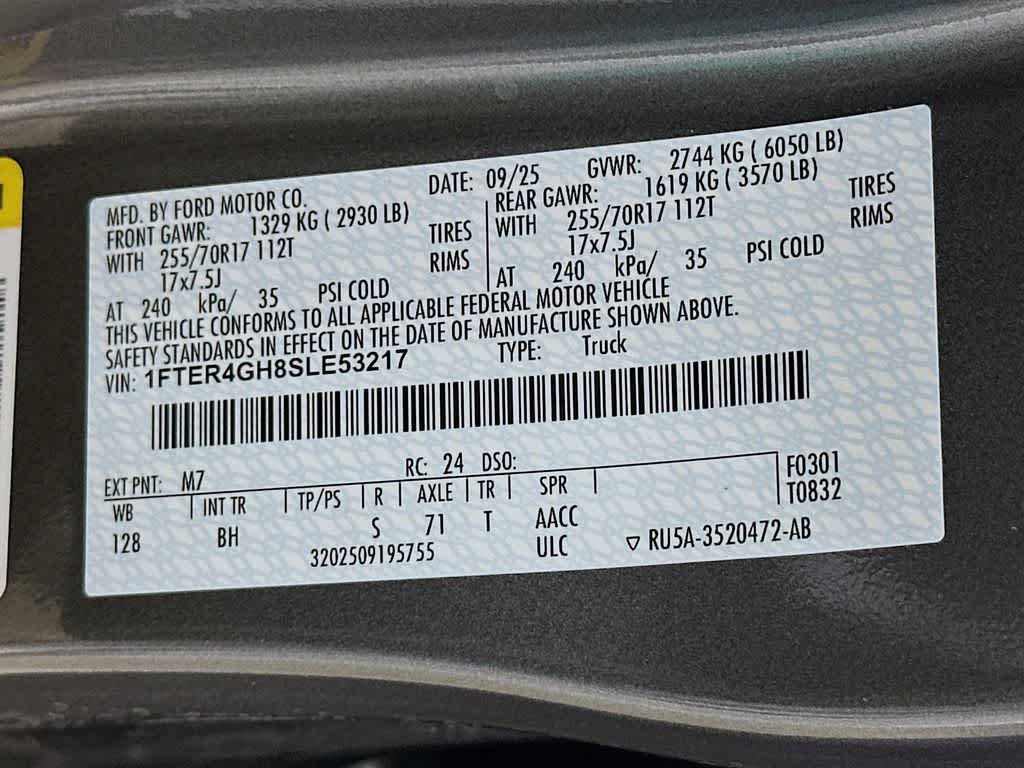 MFD. BY FORD MOTOR CO. DATE: 09/25 GVWR: 2744 KG ( 6050 LB)
FRONT GAWR: 1329 KG ( 2930 LB) REAR GAWR: 1619 KG ( 3570 LB)
WITH 255/70R17 112T TIRES WITH 255/70R17 112T TIRES
17x7.5J RIMS 17x7.5J RIMS
AT 240 kPa/ 35 PSI COLD AT 240 kPa/ 35 PSI COLD
THIS VEHICLE CONFORMS TO ALL APPLICABLE FEDERAL MOTOR VEHICLE
SAFETY STANDARDS IN EFFECT ON THE DATE OF MANUFACTURE SHOWN ABOVE.
VIN: 1FTER4GH8SLE53217 TYPE: Truck
EXT PNT: M7 RC: 24 DSO: F0301
WB INT TR TP/PS R AXLE TR SPR T0832
128 BH S 71 T AACC
3202509195755 ULC RU5A-3520472-AB